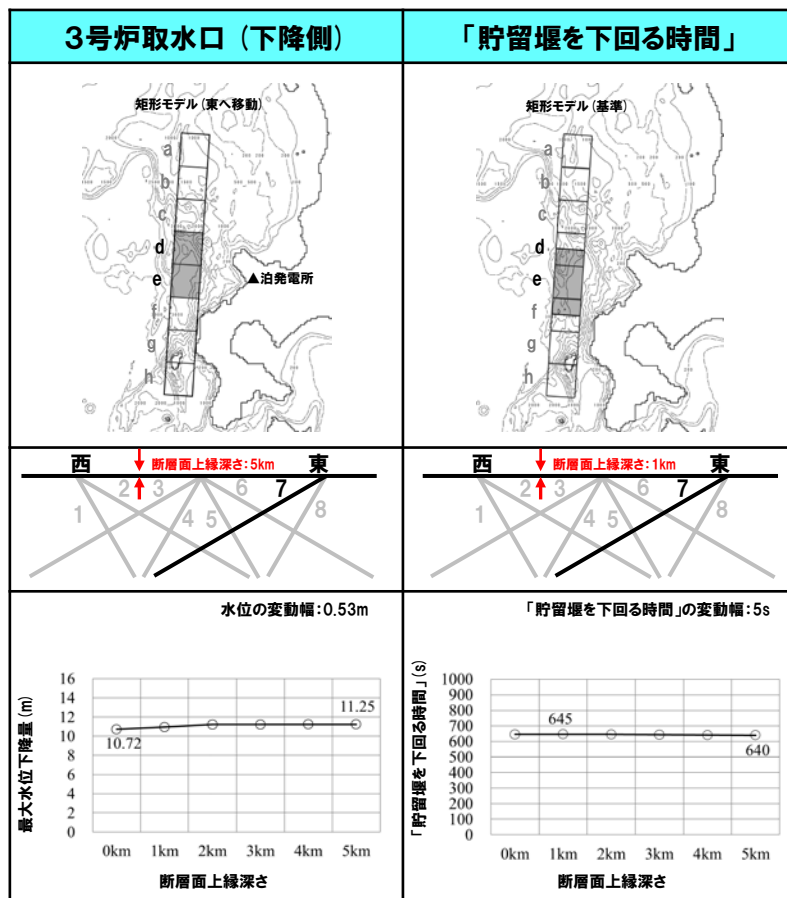 3号炉取水口（下降側）
「貯留堰を下回る時間」
矩形モデル（東へ移動）
a
b
c
d
e
f
g
h
▲泊発電所
矩形モデル（基準）
a
b
c
d
e
f
g
h
西
断層面上縁深さ：5km
東
1
2
3
4
5
6
7
8
西
断層面上縁深さ：1km
東
1
2
3
4
5
6
7
8
水位の変動幅：0.53m
最大水位下降量（m）
16
14
12
10
8
6
4
2
0
10.72
11.25
0km 1km 2km 3km 4km 5km
断層面上縁深さ
「貯留堰を下回る時間」の変動幅：5s
「貯留堰を下回る時間」（s）
1000
900
800
700
600
500
400
300
200
100
0
645
640
0km 1km 2km 3km 4km 5km
断層面上縁深さ